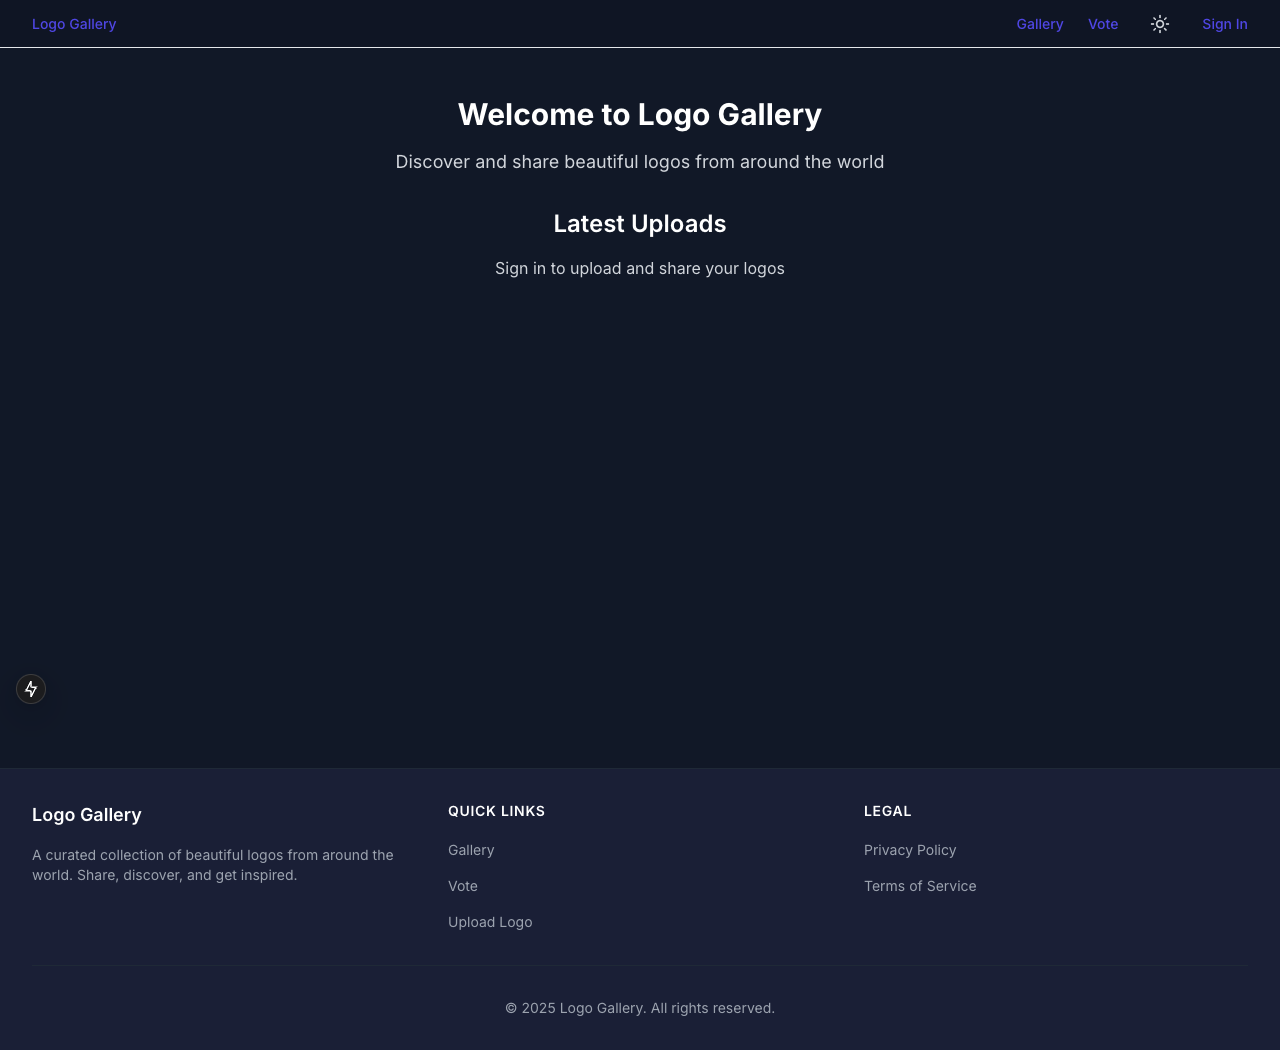 Logo Gallery
Gallery
Vote
Sign In
Welcome to Logo Gallery
Discover and share beautiful logos from around the world
Latest Uploads
Sign in to upload and share your logos
Logo Gallery
A curated collection of beautiful logos from around the
world. Share, discover, and get inspired.
QUICK LINKS
Gallery
Vote
Upload Logo
LEGAL
Privacy Policy
Terms of Service
© 2025 Logo Gallery. All rights reserved.